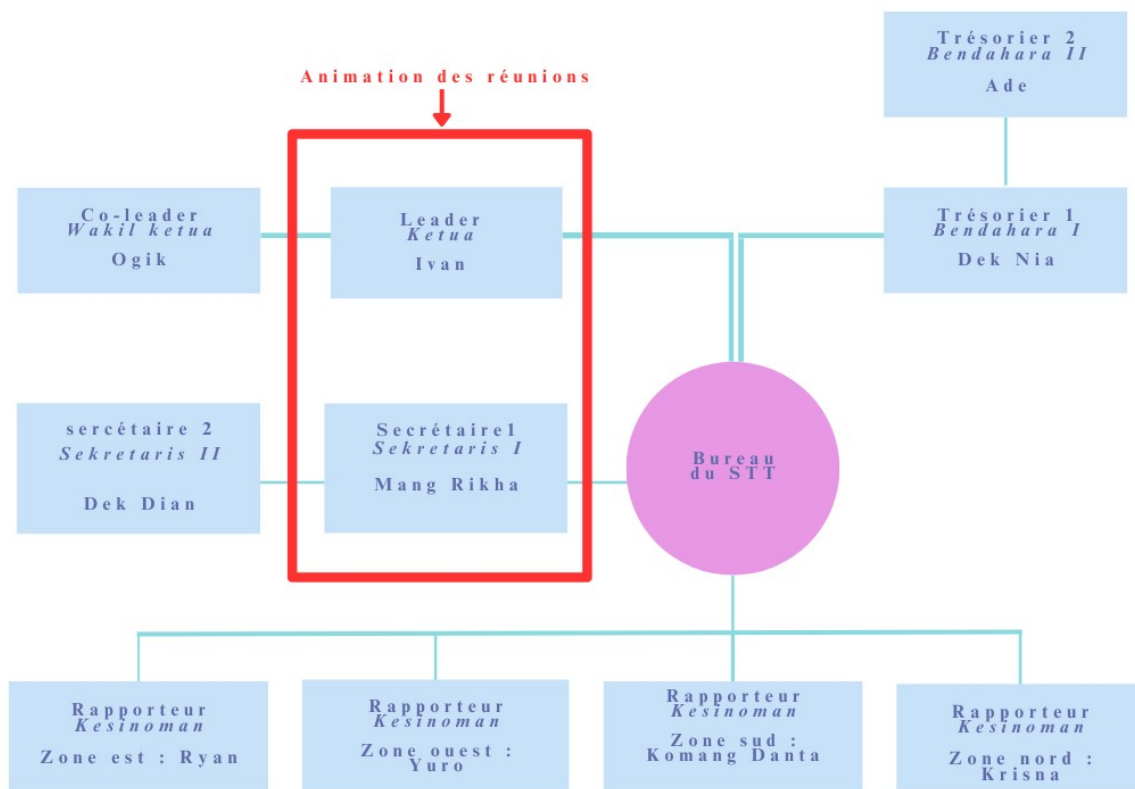 Trésorier 2
Bendahara II
Ade
Animation des réunions
Co-leader
Wakil ketua
Ogik
Leader
Ketua
Ivan
Trésorier 1
Bendahara I
Dek Nia
sercétaire 2
Sekretaris II
Dek Dian
Secrétaire1
Sekretaris I
Mang Rikha
Bureau
du STT
Rapporteur
Kesinoman
Zone est : Ryan
Rapporteur
Kesinoman
Zone ouest :
Yuro
Rapporteur
Kesinoman
Zone sud :
Komang Danta
Rapporteur
Kesinoman
Zone nord :
Krisna